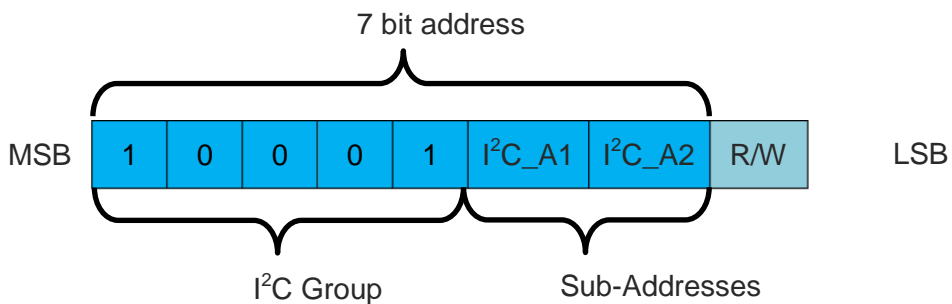 7 bit address
MSB 1 0 0 0 1 I²C_A1 I²C_A2 R/W LSB
I²C Group Sub-Addresses